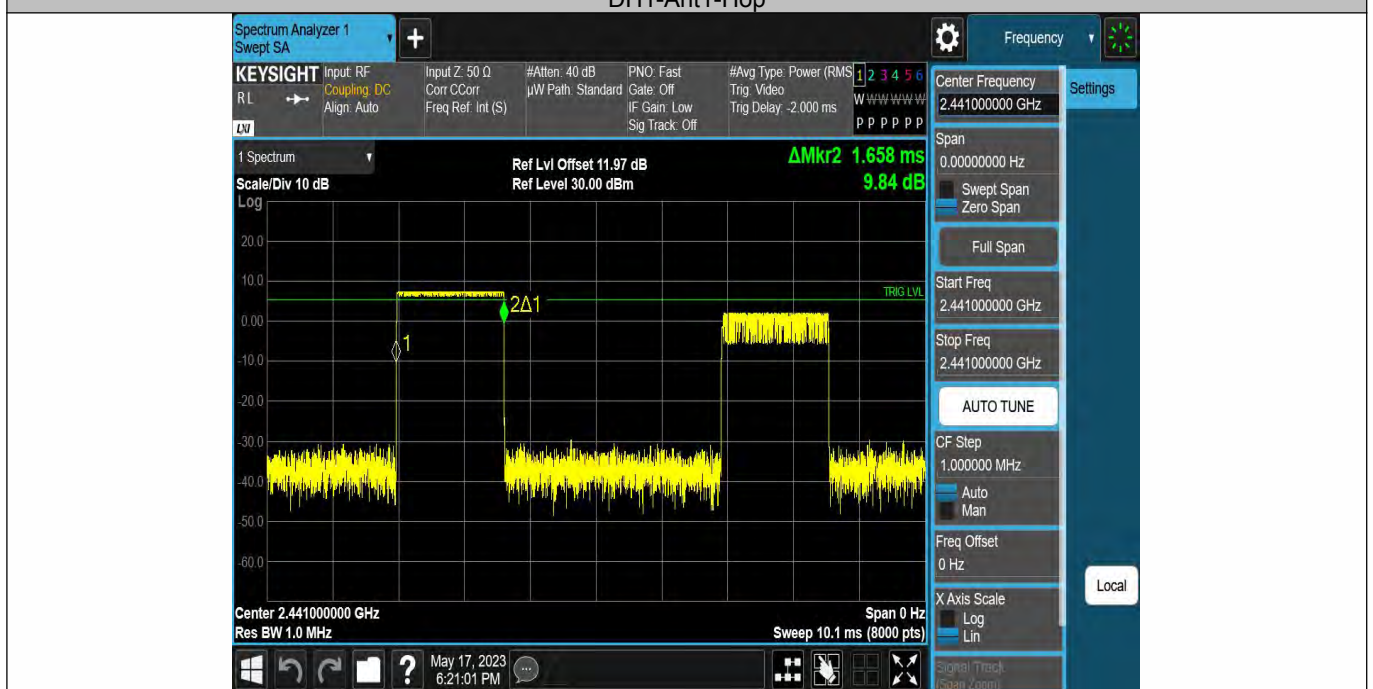 DH1-Ant1-Hop
Spectrum Analyzer 1
Swept SA
Frequency
KEYSIGHT
RL
LXI
Input: RF
Coupling: DC
Align: Auto
Input Z: 50 Ω
Corr CCorr
Freq Ref: Int (S)
#Atten: 40 dB
µW Path: Standard
PNO: Fast
Gate: Off
IF Gain: Low
Sig Track: Off
#Avg Type: Power (RMS
Trig: Video
Trig Delay: -2.000 ms
1 2 3 4 5 6
W W W W W W
P P P P P P
1 Spectrum
Scale/Div 10 dB
Log
Ref Lvl Offset 11.97 dB
Ref Level 30.00 dBm
ΔMkr2 1.658 ms
9.84 dB
20.0
10.0
0.00
-10.0
-20.0
-30.0
-40.0
-50.0
-60.0
TRIG LVL
2Δ1
1
Center 2.441000000 GHz
Res BW 1.0 MHz
Span 0 Hz
Sweep 10.1 ms (8000 pts)
Center Frequency
2.441000000 GHz
Settings
Span
0.00000000 Hz
Swept Span
Zero Span
Full Span
Start Freq
2.441000000 GHz
Stop Freq
2.441000000 GHz
AUTO TUNE
CF Step
1.000000 MHz
Auto
Man
Freq Offset
0 Hz
Local
X Axis Scale
Log
Lin
Signal Track
(Span Zoom)
May 17, 2023
6:21:01 PM